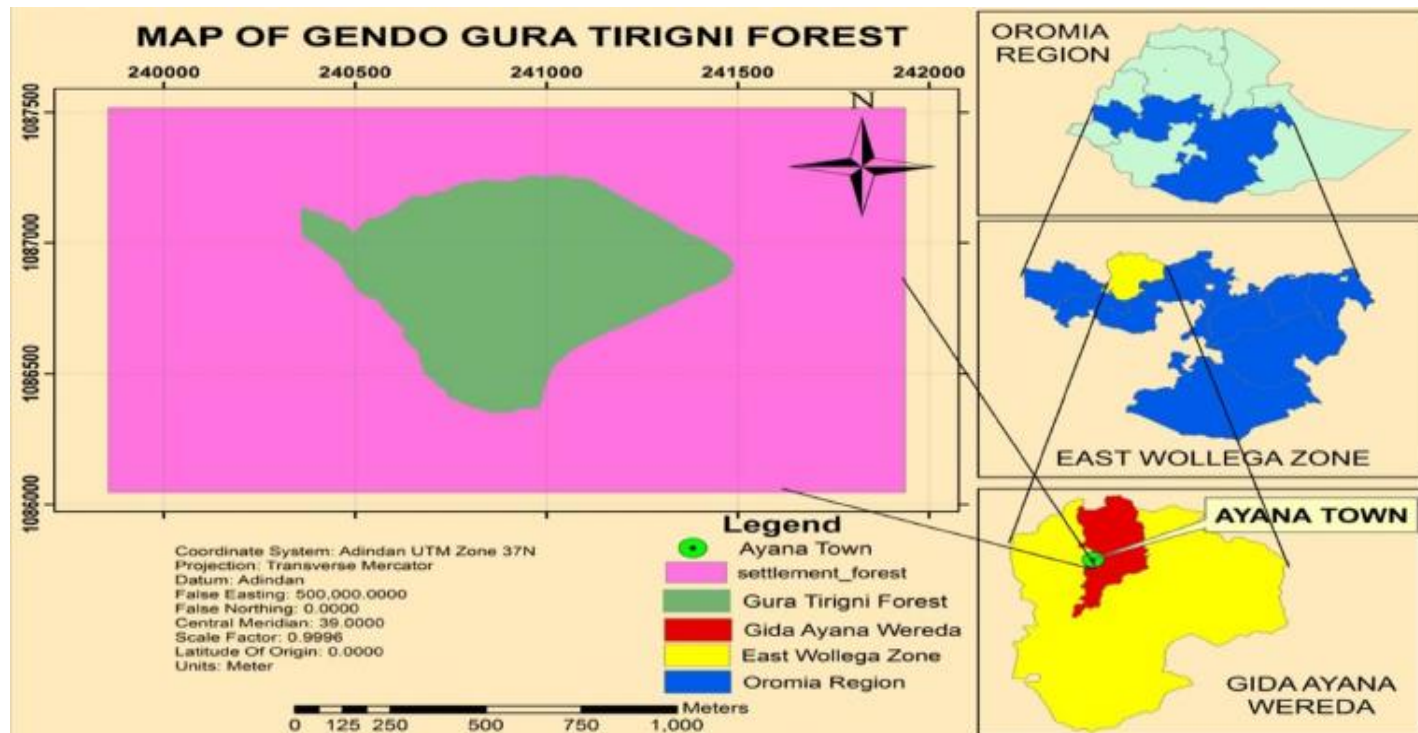 MAP OF GENDO GURA TIRIGNI FOREST
240000 240500 241000 241500 242000
1087500
1087000
1086500
1086000
N
OROMIA
REGION
EAST WOLLEGA ZONE
AYANA TOWN
GIDA AYANA
WEREDA
Coordinate System: Adindan UTM Zone 37N
Projection: Transverse Mercator
Datum: Adindan
False Easting: 500,000.0000
False Northing: 0.0000
Central Meridian: 39.0000
Scale Factor: 0.9996
Latitude Of Origin: 0.0000
Units: Meter
Legend
Ayana Town
settlement_forest
Gura Tirigni Forest
Gida Ayana Wereda
East Wollega Zone
Oromia Region
Meters
0 125 250 500 750 1,000